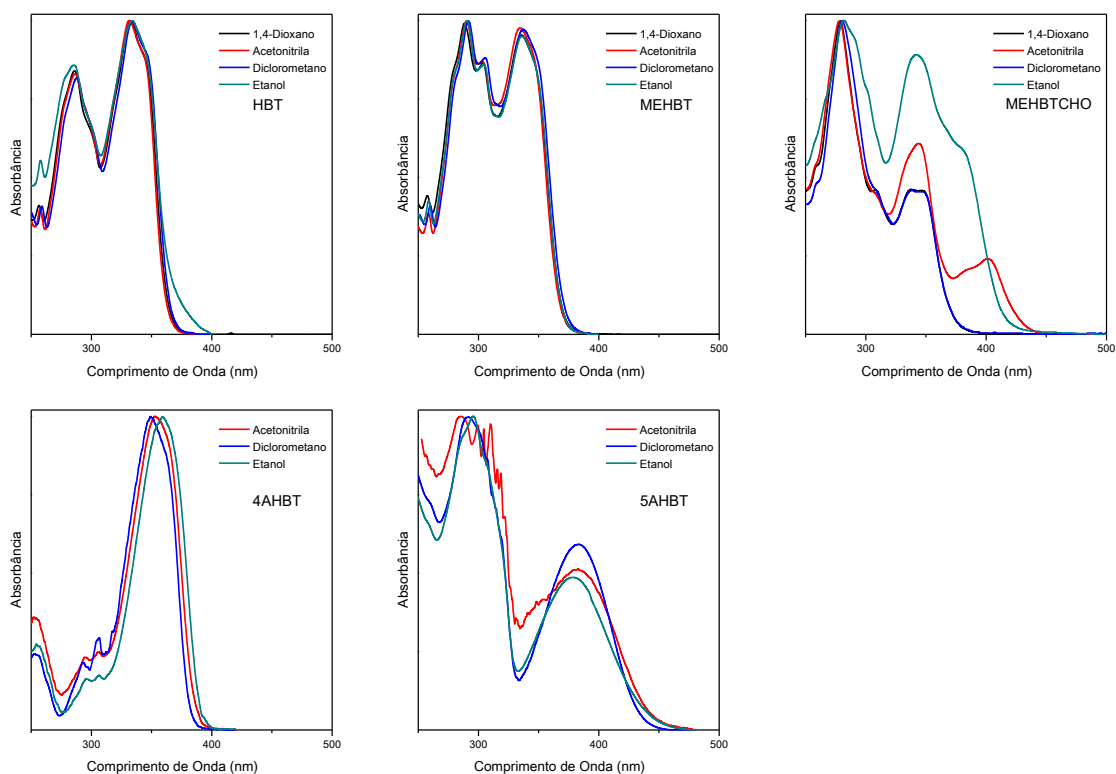 1,4-Dioxano
Acetonitrila
Diclorometano
Etanol
HBT
Absorbância
300
400
500
Comprimento de Onda (nm)
1,4-Dioxano
Acetonitrila
Diclorometano
Etanol
MEHBT
Absorbância
300
400
500
Comprimento de Onda (nm)
1,4-Dioxano
Acetonitrila
Diclorometano
Etanol
MEHBTCHO
Absorbância
300
400
500
Comprimento de Onda (nm)
Acetonitrila
Diclorometano
Etanol
4AHBT
Absorbância
300
400
500
Comprimento de Onda (nm)
Acetonitrila
Diclorometano
Etanol
5AHBT
Absorbância
300
400
500
Comprimento de Onda (nm)